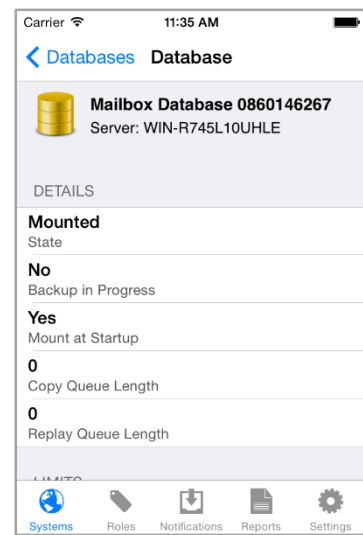 Carrier 11:35 AM
Databases Database
Mailbox Database 0860146267
Server: WIN-R745L10UHLE
DETAILS
Mounted
State
No
Backup in Progress
Yes
Mount at Startup
0
Copy Queue Length
0
Replay Queue Length
LIMITS
Systems Roles Notifications Reports Settings